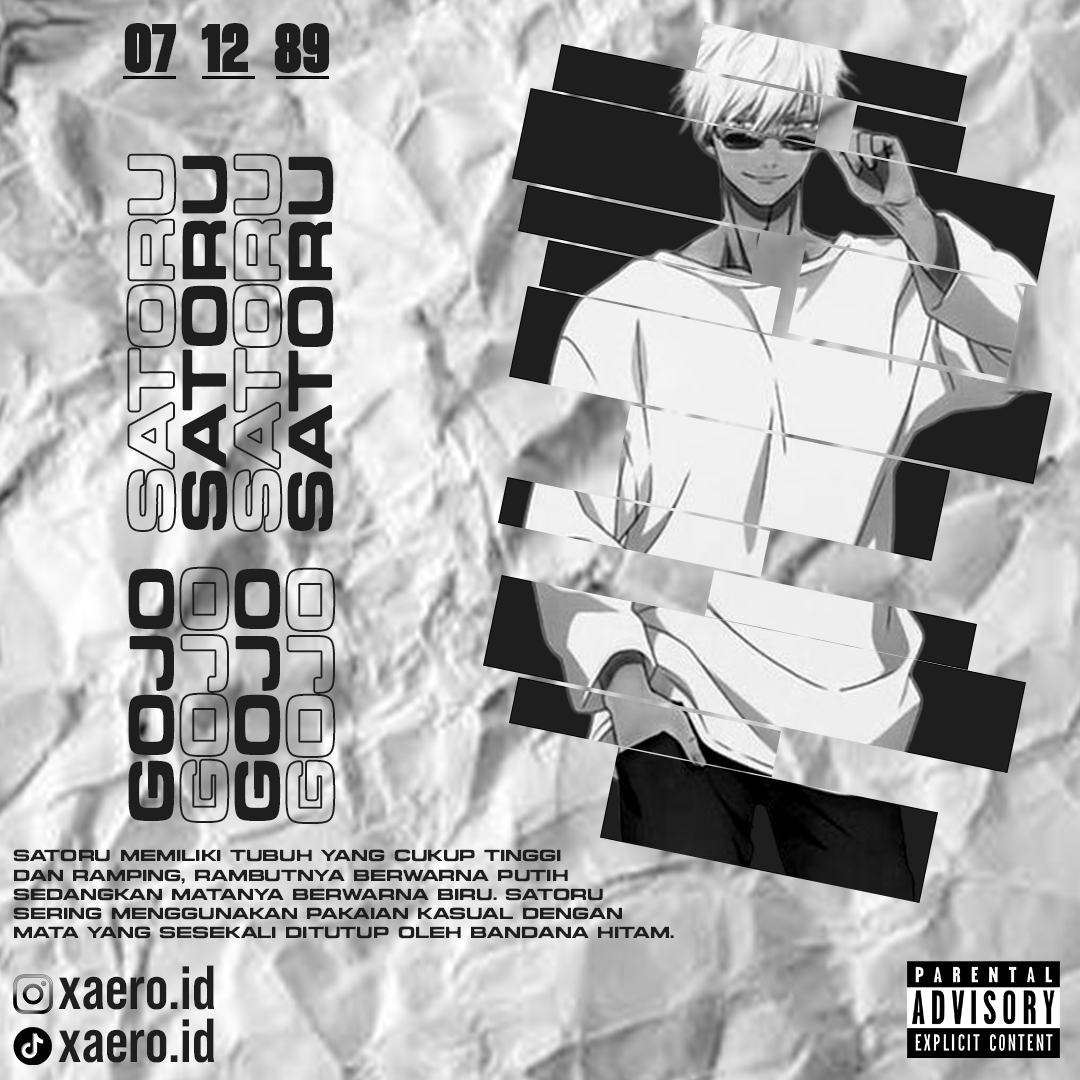 07 12 89
SATORU
SATORU
SATORU
SATORU
GOJO
GOJO
GOJO
GOJO
SATORU MEMILIKI TUBUH YANG CUKUP TINGGI
DAN RAMPING, RAMBUTNYA BERWARNA PUTIH
SEDANGKAN MATANYA BERWARNA BIRU. SATORU
SERING MENGGUNAKAN PAKAIAN KASUAL DENGAN
MATA YANG SESEKALI DITUTUP OLEH BANDANA HITAM.
xaero.id
xaero.id
PARENTAL
ADVISORY
EXPLICIT CONTENT